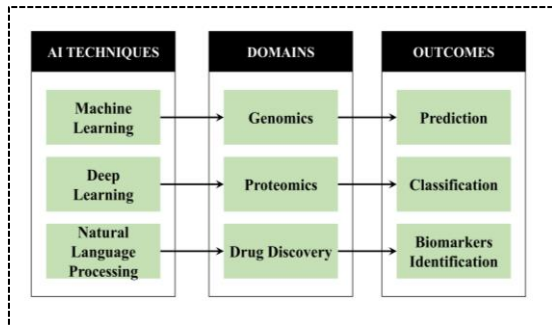 AI TECHNIQUES
DOMAINS
OUTCOMES
Machine
Learning
Genomics
Prediction
Deep
Learning
Proteomics
Classification
Natural
Language
Processing
Drug Discovery
Biomarkers
Identification